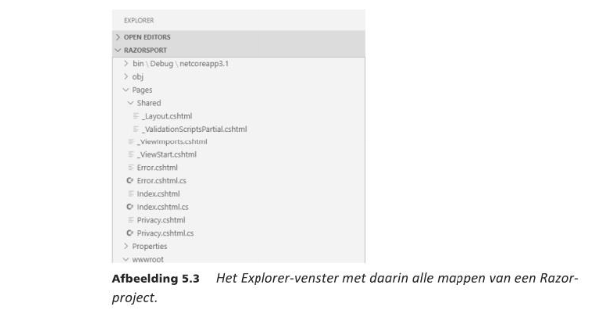 EXPLORER
> OPEN EDITORS
RAZORSPORT
> bin \ Debug \ netcoreapp3.1
> obj
Pages
Shared
_Layout.cshtml
_ValidationScriptsPartial.cshtml
_ViewImports.cshtml
_ViewStart.cshtml
Error.cshtml
C# Error.cshtml.cs
Index.cshtml
C# Index.cshtml.cs
Privacy.cshtml
C# Privacy.cshtml.cs
> Properties
wwwroot
Afbeelding 5.3 Het Explorer-venster met daarin alle mappen van een Razor-
project.